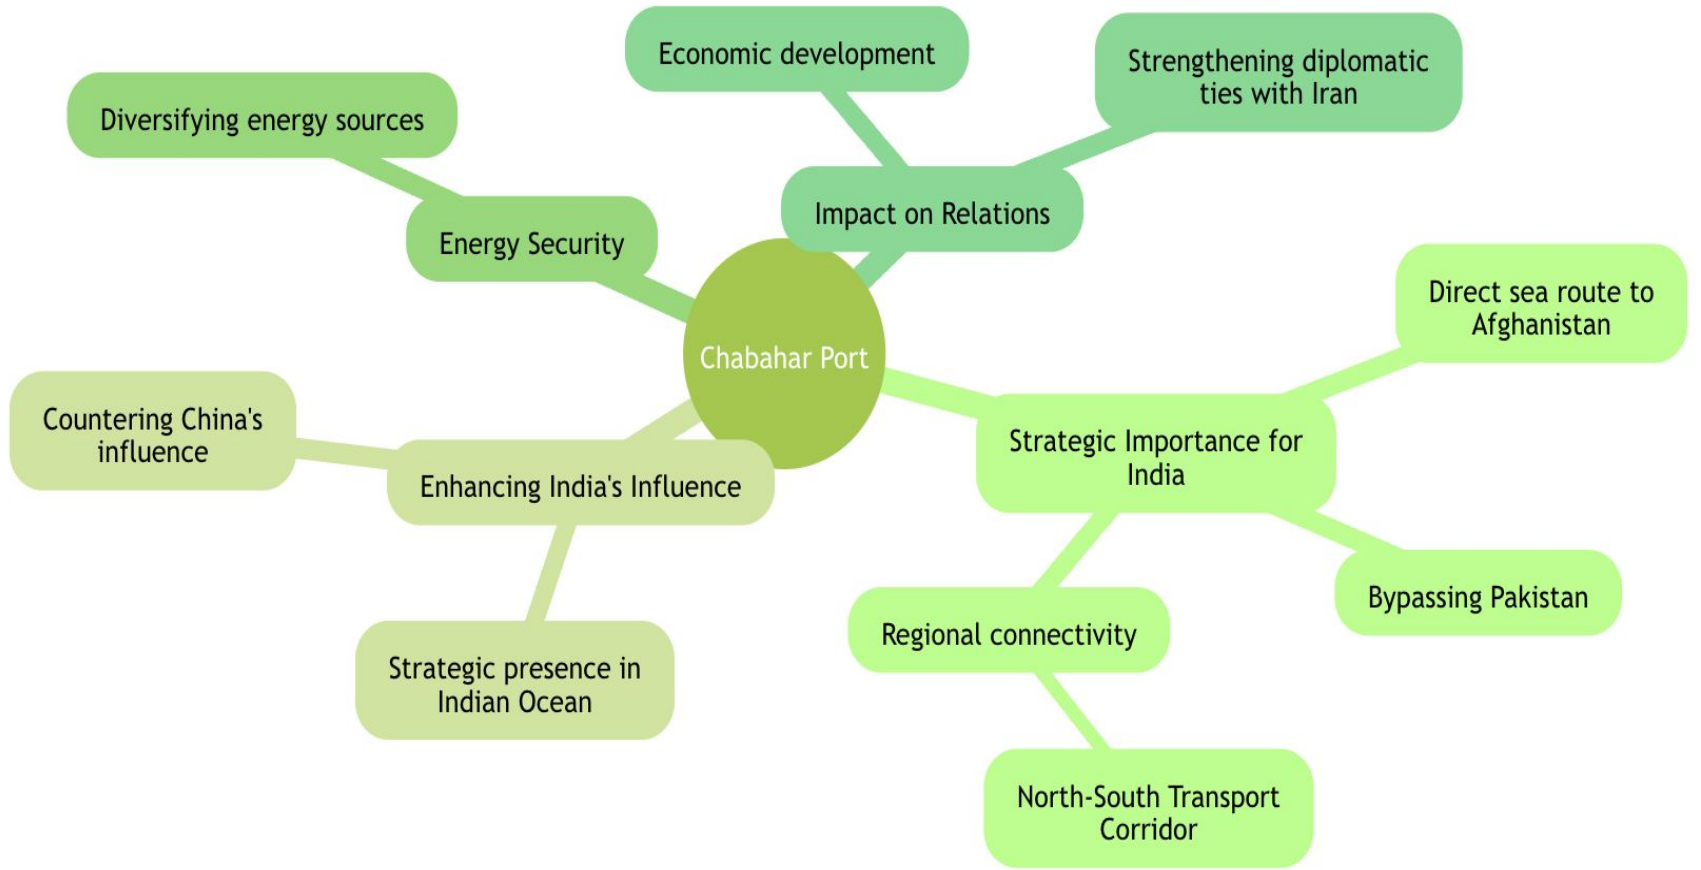 Economic development
Strengthening diplomatic
ties with Iran
Diversifying energy sources
Impact on Relations
Energy Security
Direct sea route to
Afghanistan
Chabahar Port
Countering China's
influence
Strategic Importance for
India
Enhancing India's Influence
Bypassing Pakistan
Regional connectivity
Strategic presence in
Indian Ocean
North-South Transport
Corridor